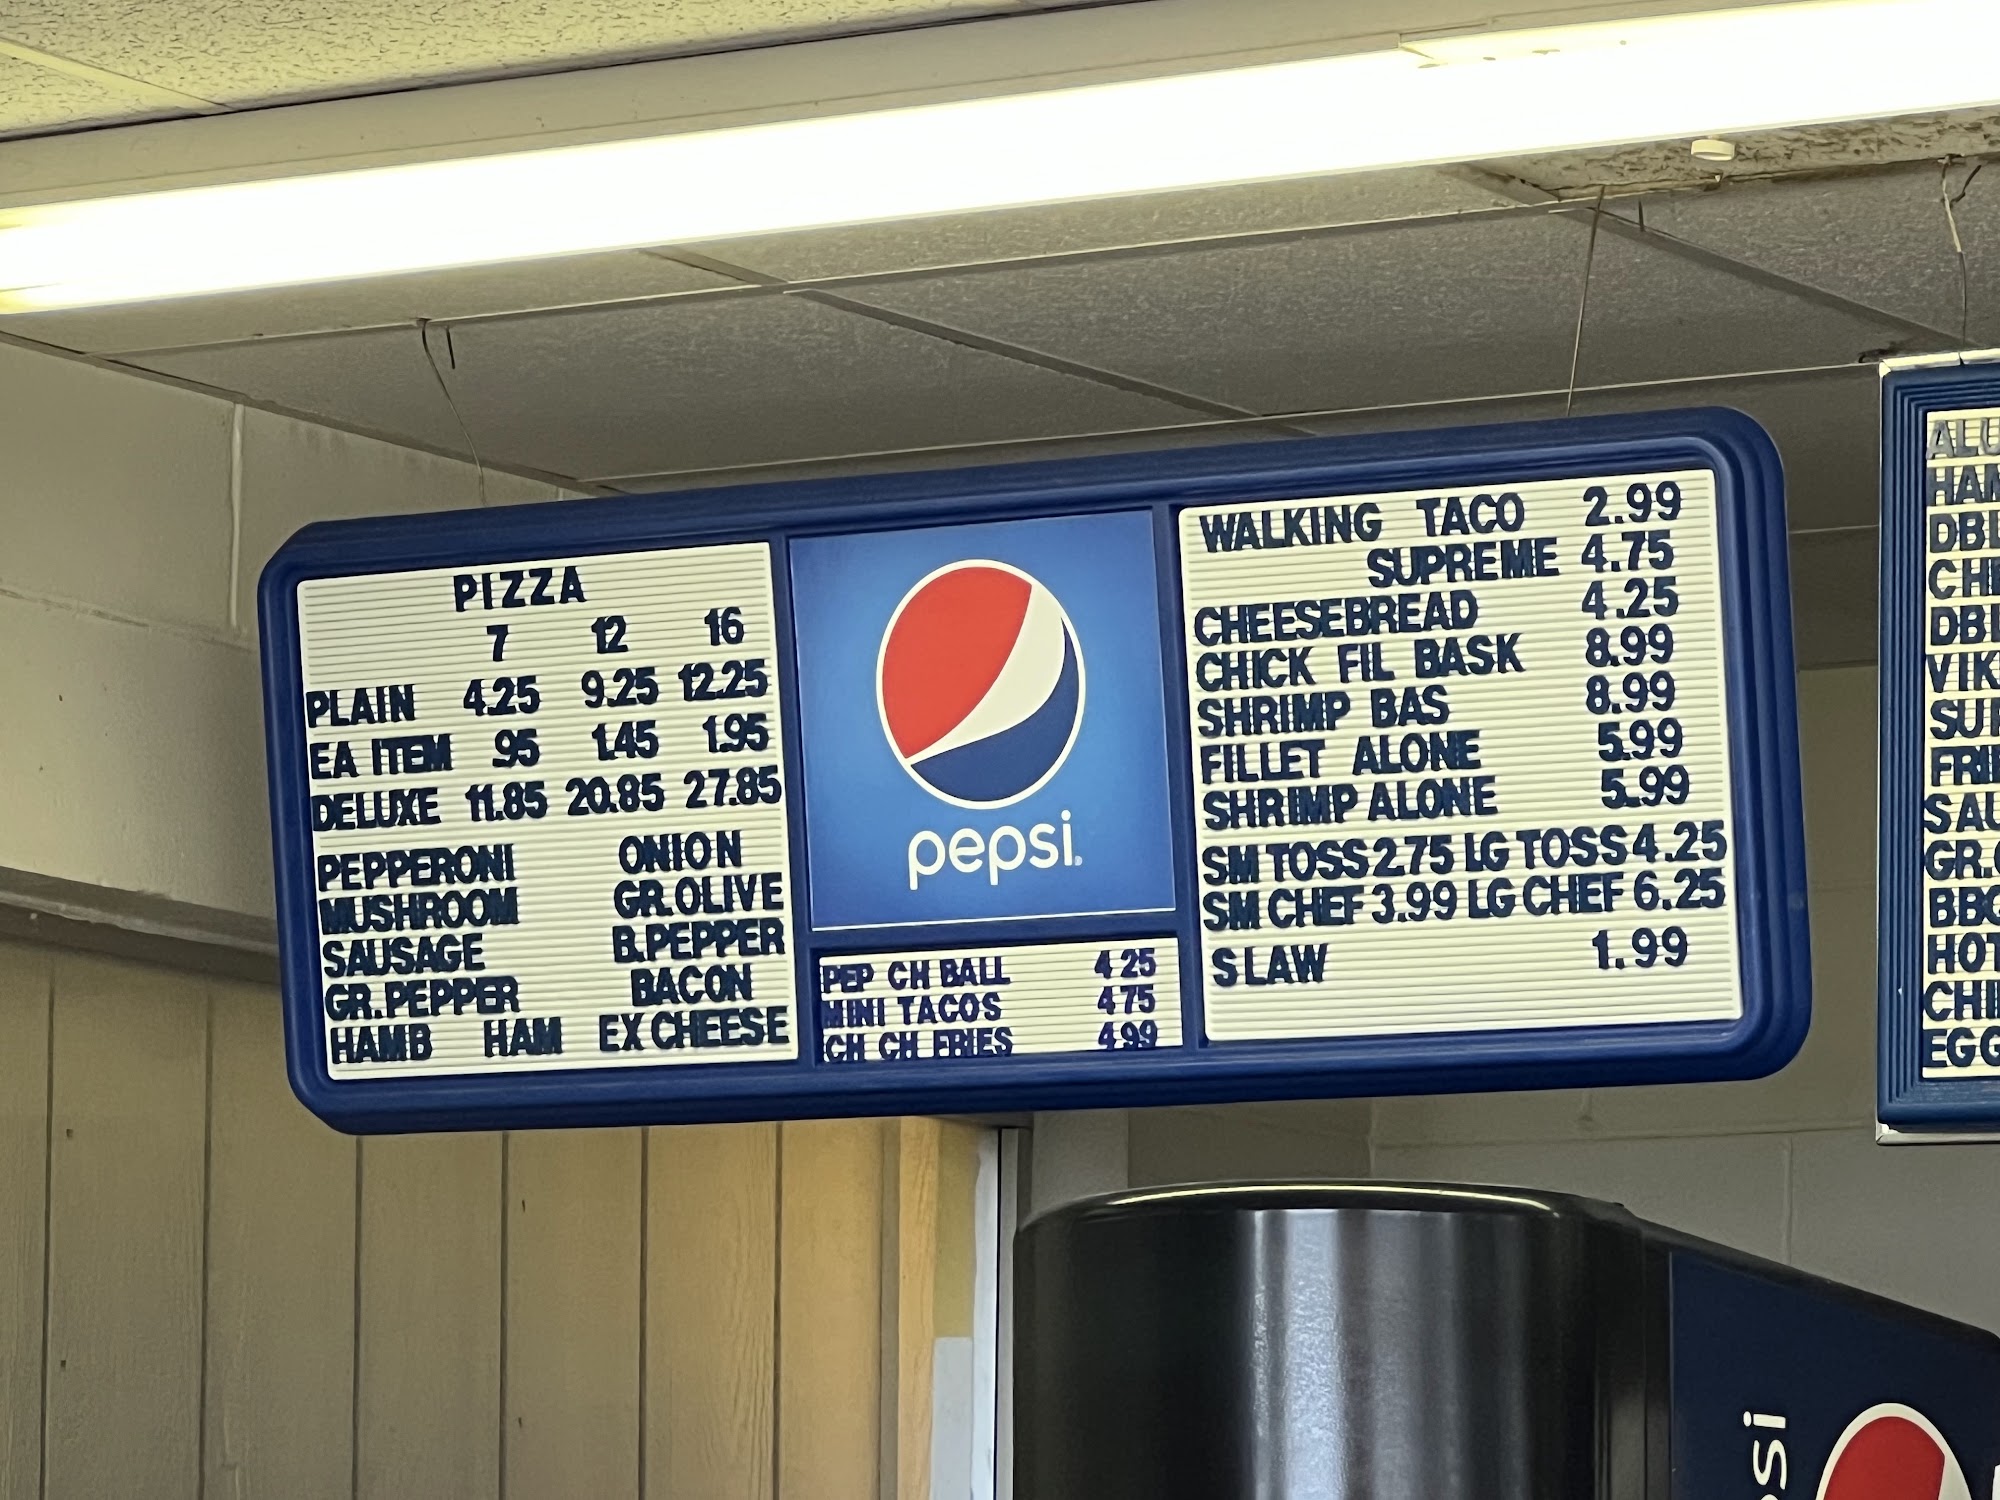 PIZZA
7 12 16
PLAIN 4.25 9.25 12.25
EA ITEM .95 1.45 1.95
DELUXE 11.85 20.85 27.85
PEPPERONI ONION
MUSHROOM GR.OLIVE
SAUSAGE B.PEPPER
GR.PEPPER BACON
HAMB HAM EX CHEESE
pepsi
PEP CH BALL 4 25
MINI TACOS 4 75
CH CH FRIES 4 99
WALKING TACO 2.99
SUPREME 4.75
CHEESEBREAD 4.25
CHICK FIL BASK 8.99
SHRIMP BAS 8.99
FILLET ALONE 5.99
SHRIMP ALONE 5.99
SM TOSS 2.75 LG TOSS 4.25
SM CHEF 3.99 LG CHEF 6.25
SLAW 1.99
HOT
EGG